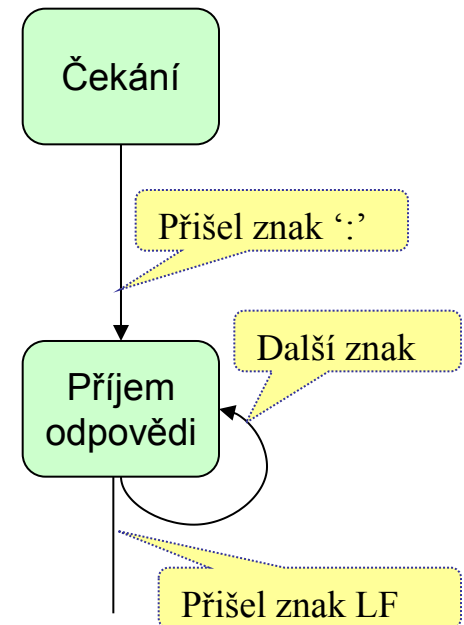 Čekání
Přišel znak ‘:’
Další znak
Příjem
odpovědi
Přišel znak LF